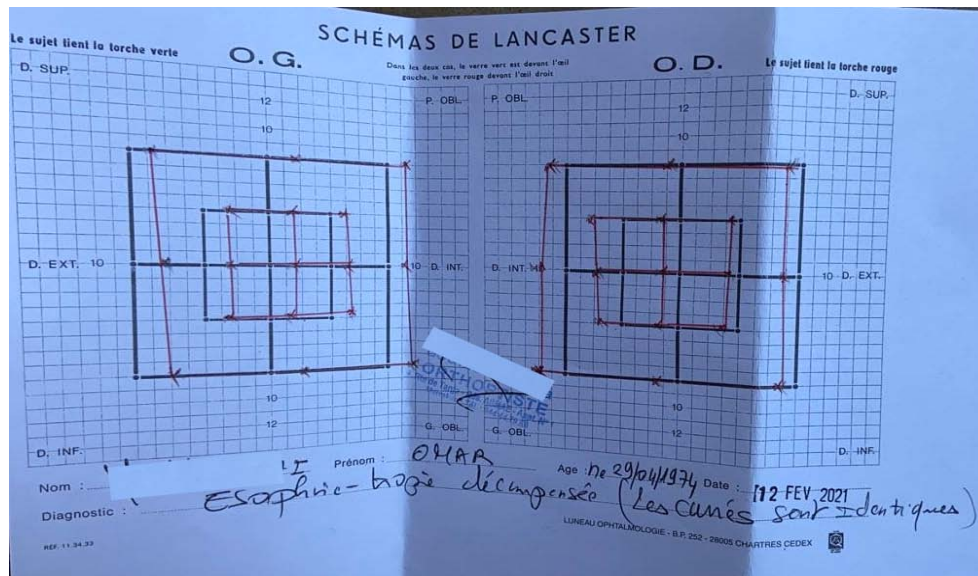 SCHÉMAS DE LANCASTER
Le sujet tient la torche verte
O. G.
Dans les deux cas, le verre vert est devant l'œil
gauche, le verre rouge devant l'œil droit
O. D.
Le sujet tient la torche rouge
D. SUP.
P. OBL.
P. OBL.
D. SUP.
12
10
12
10
D. EXT. 10
10 D. INT.
D. INT.
10 D. EXT.
10
12
10
12
D. INF.
G. OBL.
G. OBL.
D. INF.
ORTHOPTISTE
Nom :
Prénom : OMAR
Age : né 29/04/1974
Date : 12 FEV 2021
Diagnostic : Esophorie-tropie décompensée (Les carrés sont Identiques)
REF. 11.34.33
LUNEAU OPHTALMOLOGIE - B.P. 252 - 28005 CHARTRES CEDEX